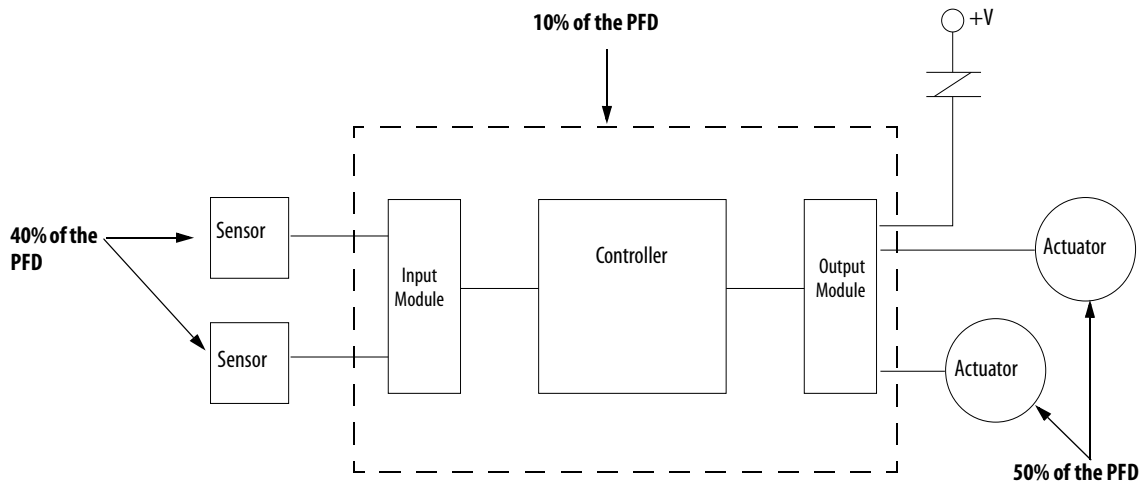 10% of the PFD
+V
40% of the
PFD
Sensor
Sensor
Input
Module
Controller
Output
Module
Actuator
Actuator
50% of the PFD